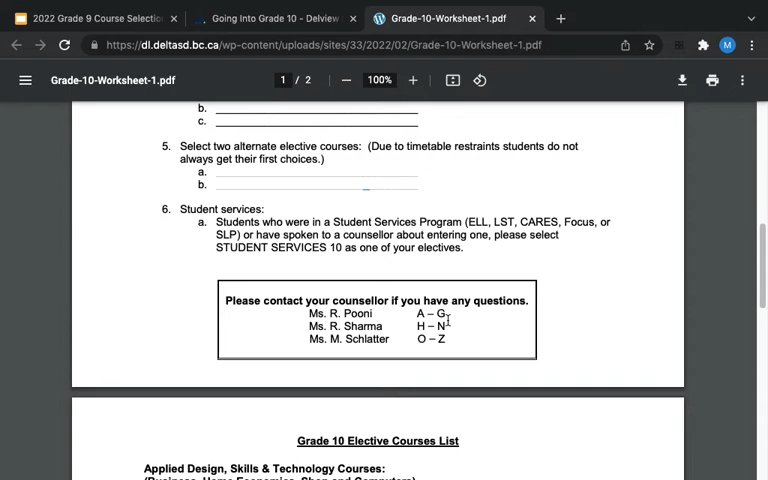 2022 Grade 9 Course Selectio
Going Into Grade 10 - Delview
Grade-10-Worksheet-1.pdf
https://dl.deltasd.bc.ca/wp-content/uploads/sites/33/2022/02/Grade-10-Worksheet-1.pdf
M
Grade-10-Worksheet-1.pdf
1 / 2
100%
b.
c.
5. Select two alternate elective courses: (Due to timetable restraints students do not
always get their first choices.)
a.
b.
6. Student services:
a. Students who were in a Student Services Program (ELL, LST, CARES, Focus, or
SLP) or have spoken to a counsellor about entering one, please select
STUDENT SERVICES 10 as one of your electives.
Please contact your counsellor if you have any questions.
Ms. R. Pooni A – G
Ms. R. Sharma H – N
Ms. M. Schlatter O – Z
Grade 10 Elective Courses List
Applied Design, Skills & Technology Courses:
(Business, Home Economics, Shop and Computers)